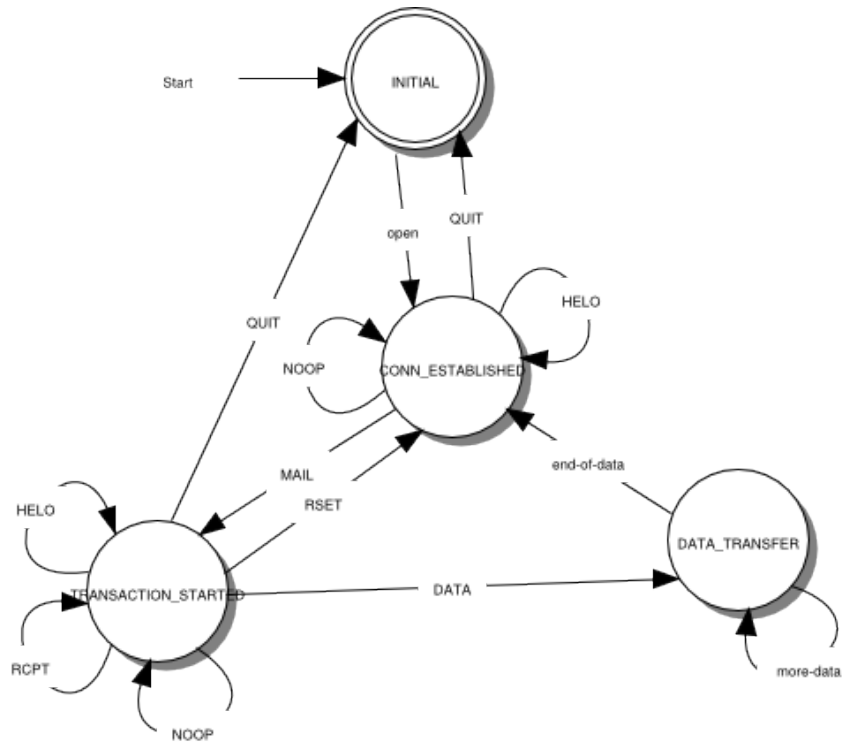 Start
INITIAL
open
QUIT
QUIT
HELO
NOOP
CONN_ESTABLISHED
MAIL
RSET
end-of-data
HELO
DATA_TRANSFER
TRANSACTION_STARTED
DATA
RCPT
more-data
NOOP